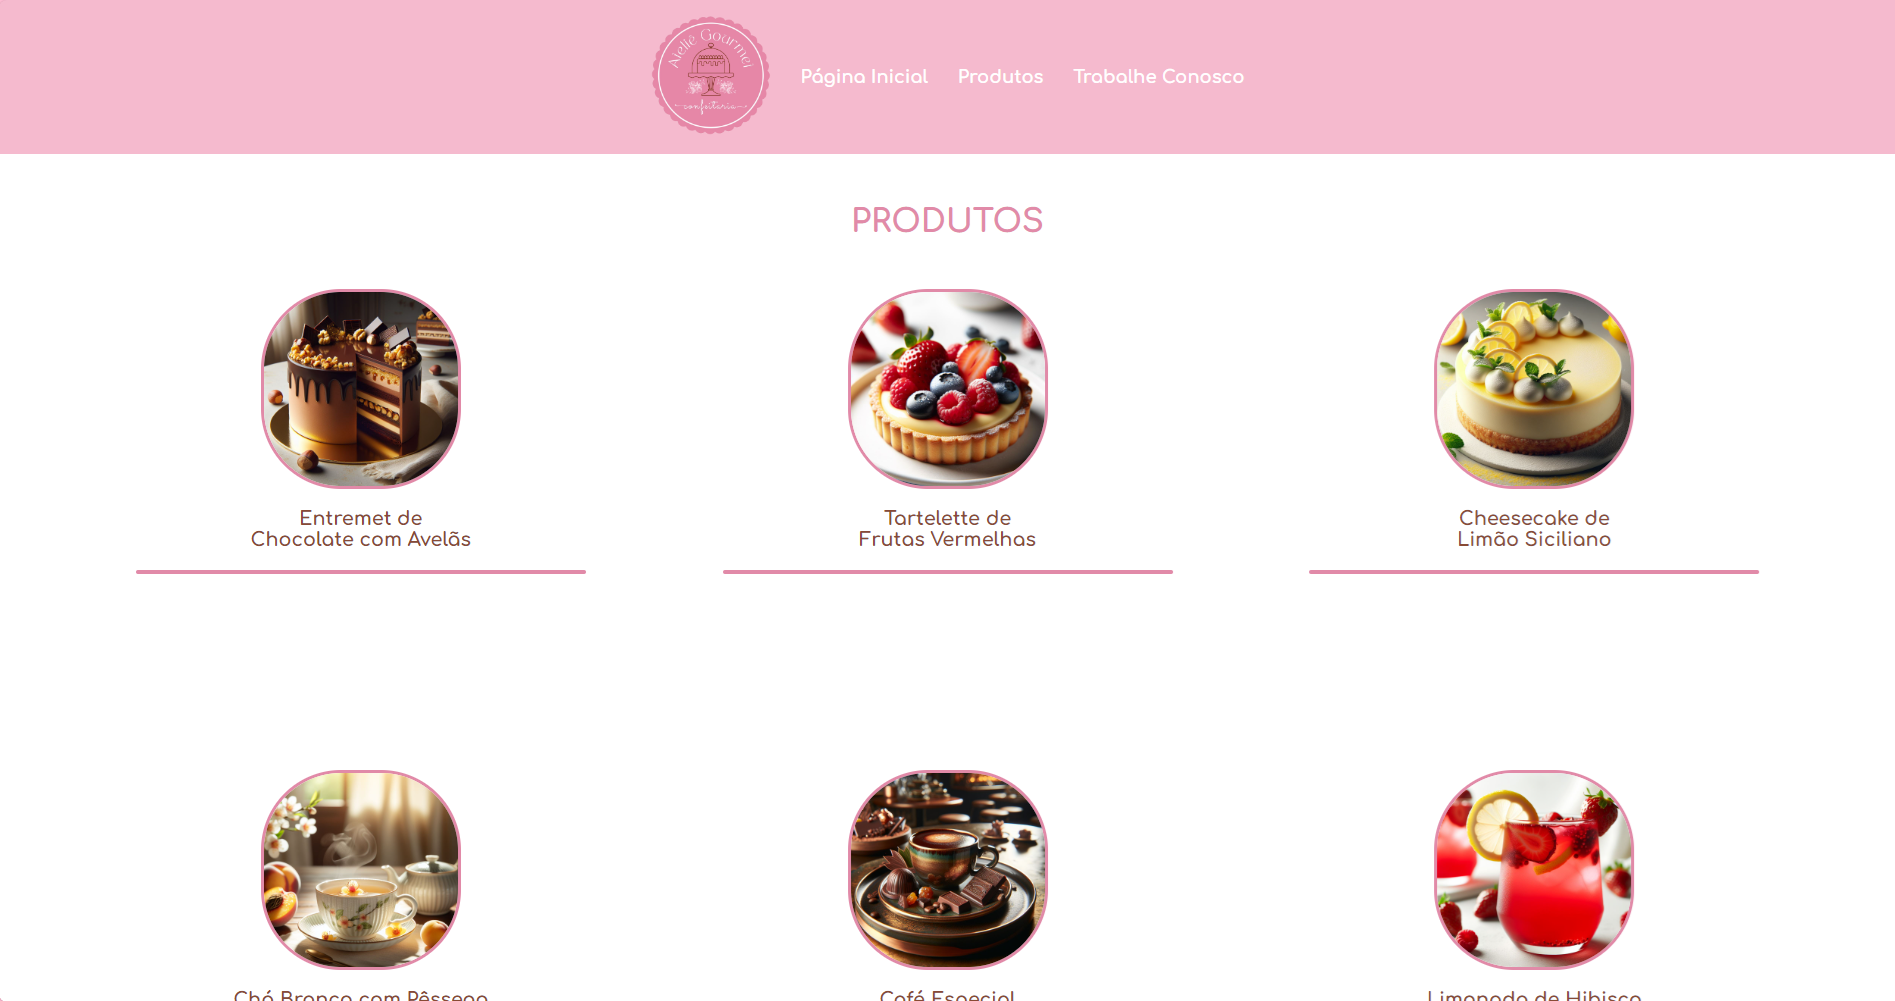 Ateliê Gourmet
confeitaria
Página Inicial Produtos Trabalhe Conosco
PRODUTOS
Entremet de
Chocolate com Avelãs
Tartelette de
Frutas Vermelhas
Cheesecake de
Limão Siciliano
Chá Branco com Pêssego
Café Especial
Limonada de Hibisco